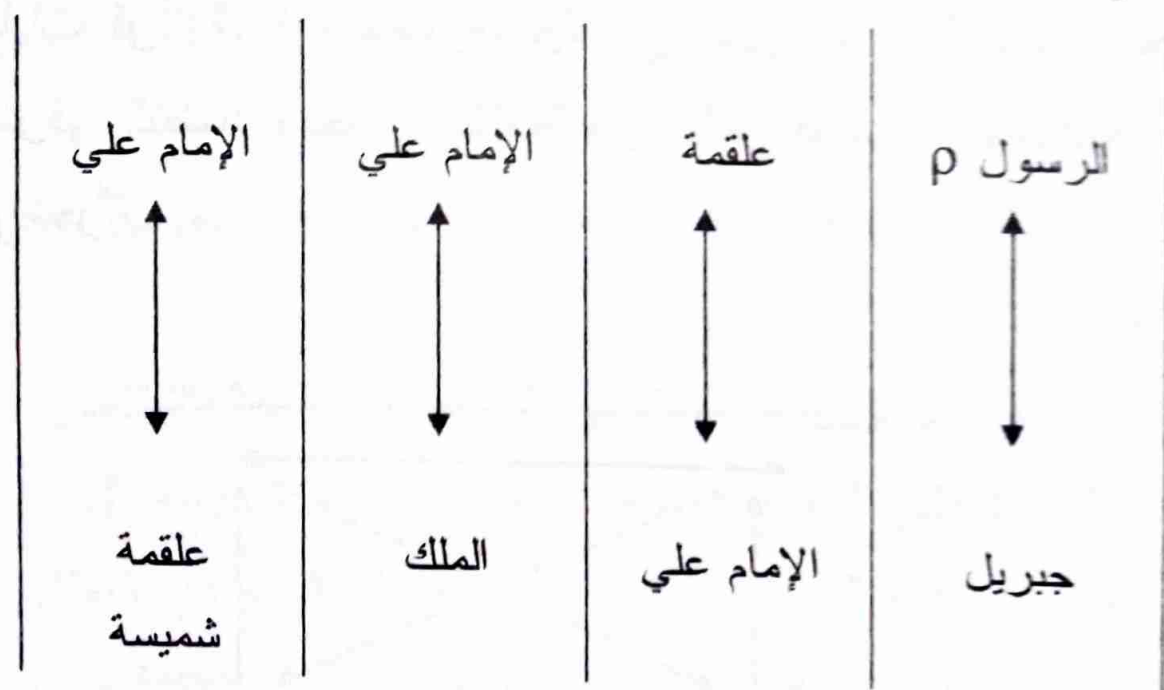 الرسول ρ
علقمة
الإمام علي
الإمام علي
جبريل
الإمام علي
الملك
علقمة
شميسة